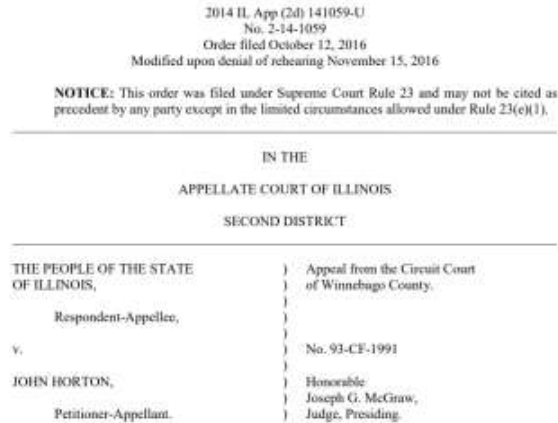 2014 IL App (2d) 141059-U
No. 2-14-1059
Order filed October 12, 2016
Modified upon denial of rehearing November 15, 2016
NOTICE: This order was filed under Supreme Court Rule 23 and may not be cited as
precedent by any party except in the limited circumstances allowed under Rule 23(e)(1).
IN THE
APPELLATE COURT OF ILLINOIS
SECOND DISTRICT
THE PEOPLE OF THE STATE ) Appeal from the Circuit Court
OF ILLINOIS, ) of Winnebago County.
)
Respondent-Appellee, )
)
v. ) No. 93-CF-1991
)
JOHN HORTON, ) Honorable
) Joseph G. McGraw,
Petitioner-Appellant. ) Judge, Presiding.